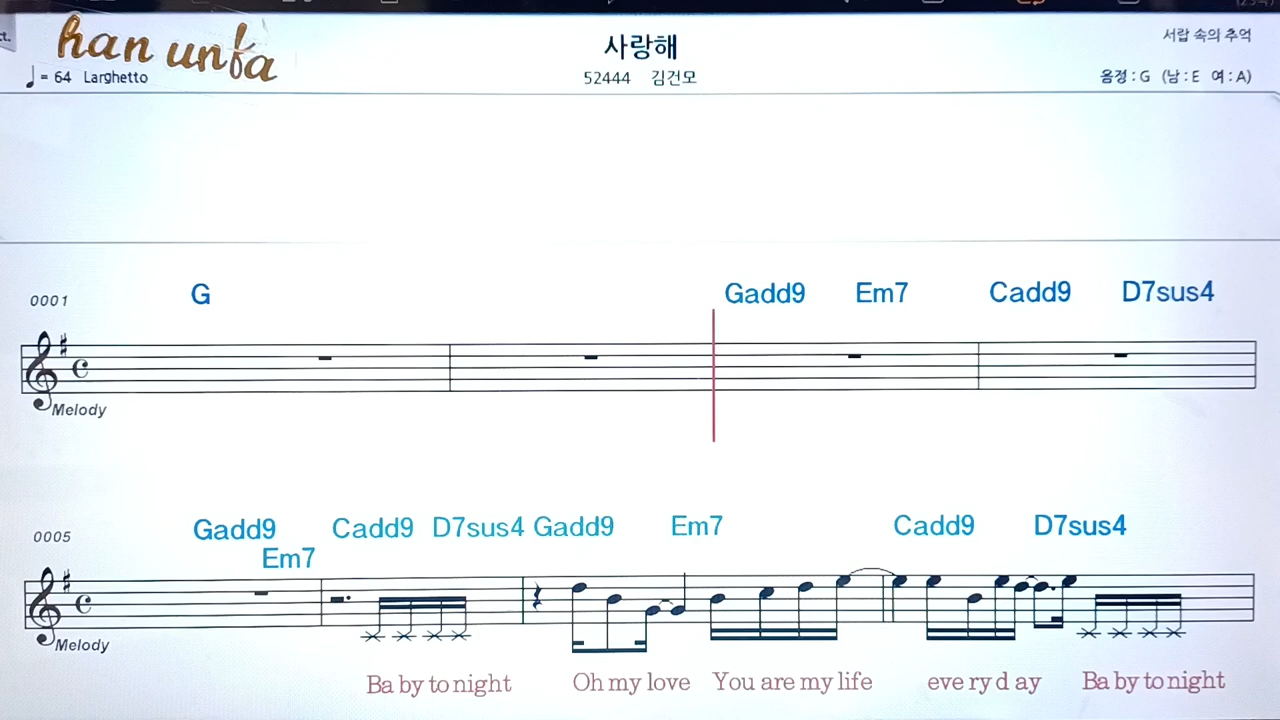 han unfa
사랑해
서랍 속의 추억
= 64 Larghetto
52444 김건모
음정 : G (남 : E 여 : A)
0001
G
Gadd9 Em7 Cadd9 D7sus4
Melody
0005
Gadd9 Em7 Cadd9 D7sus4 Gadd9 Em7 Cadd9 D7sus4
Melody
Ba by to night Oh my love You are my life eve ry d ay Ba by to night